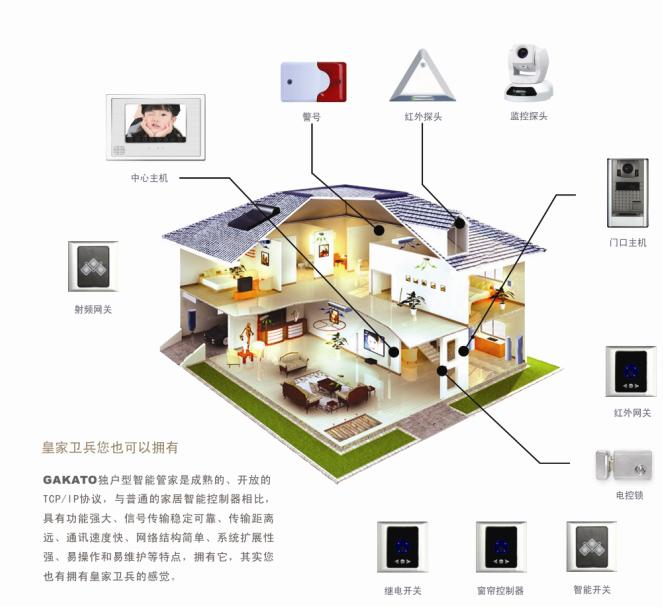 警号
红外探头
监控探头
中心主机
门口主机
射频网关
红外网关
皇家卫兵您也可以拥有
GAKATO独户型智能管家是成熟的、开放的
TCP/IP协议，与普通的家居智能控制器相比，
具有功能强大、信号传输稳定可靠、传输距离
远、通讯速度快、网络结构简单、系统扩展性
强、易操作和易维护等特点，拥有它，其实您
也有拥有皇家卫兵的感觉。
电控锁
继电开关
窗帘控制器
智能开关